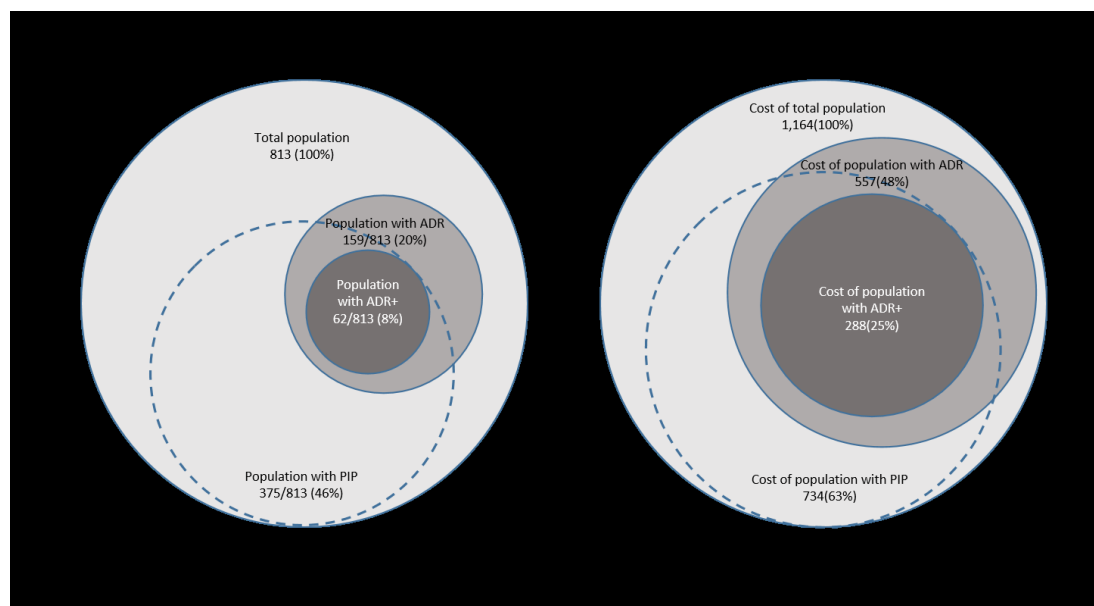 Total population
813 (100%)
Population with ADR
159/813 (20%)
Population
with ADR+
62/813 (8%)
Population with PIP
375/813 (46%)
Cost of total population
1,164(100%)
Cost of population with ADR
557(48%)
Cost of population
with ADR+
288(25%)
Cost of population with PIP
734(63%)